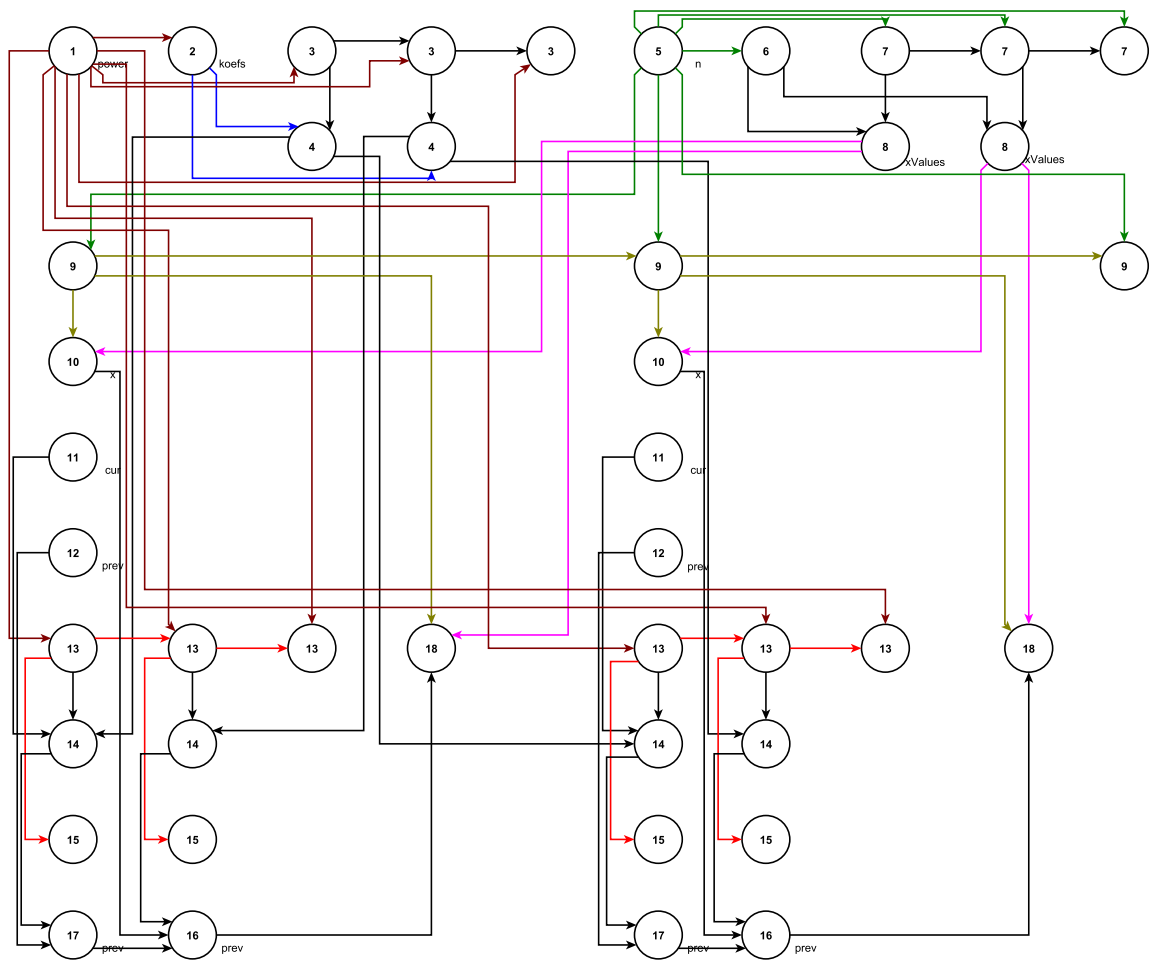 1 2 3 3 3 5 6 7 7 7
power koefs n
4 4 8 8
xValues xValues
9 9 9
10 10
x x
11 11
cur cur
12 12
prev prev
13 13 13 18 13 13 13 18
14 14 14 14
15 15 15 15
17 16 17 16
prev prev prev prev